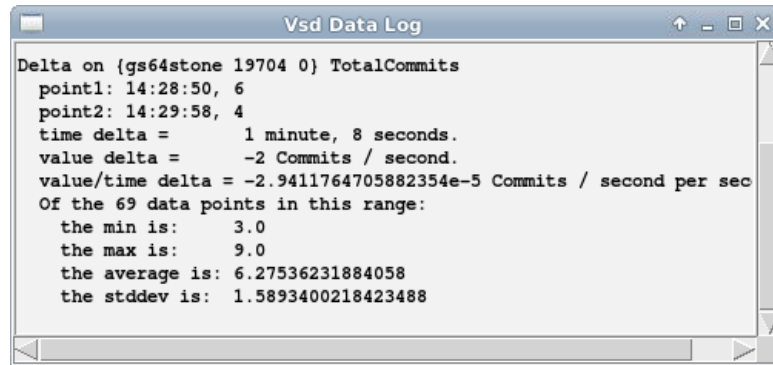 Vsd Data Log
Delta on {gs64stone 19704 0} TotalCommits
point1: 14:28:50, 6
point2: 14:29:58, 4
time delta = 1 minute, 8 seconds.
value delta = -2 Commits / second.
value/time delta = -2.9411764705882354e-5 Commits / second per sec
Of the 69 data points in this range:
the min is: 3.0
the max is: 9.0
the average is: 6.27536231884058
the stddev is: 1.5893400218423488